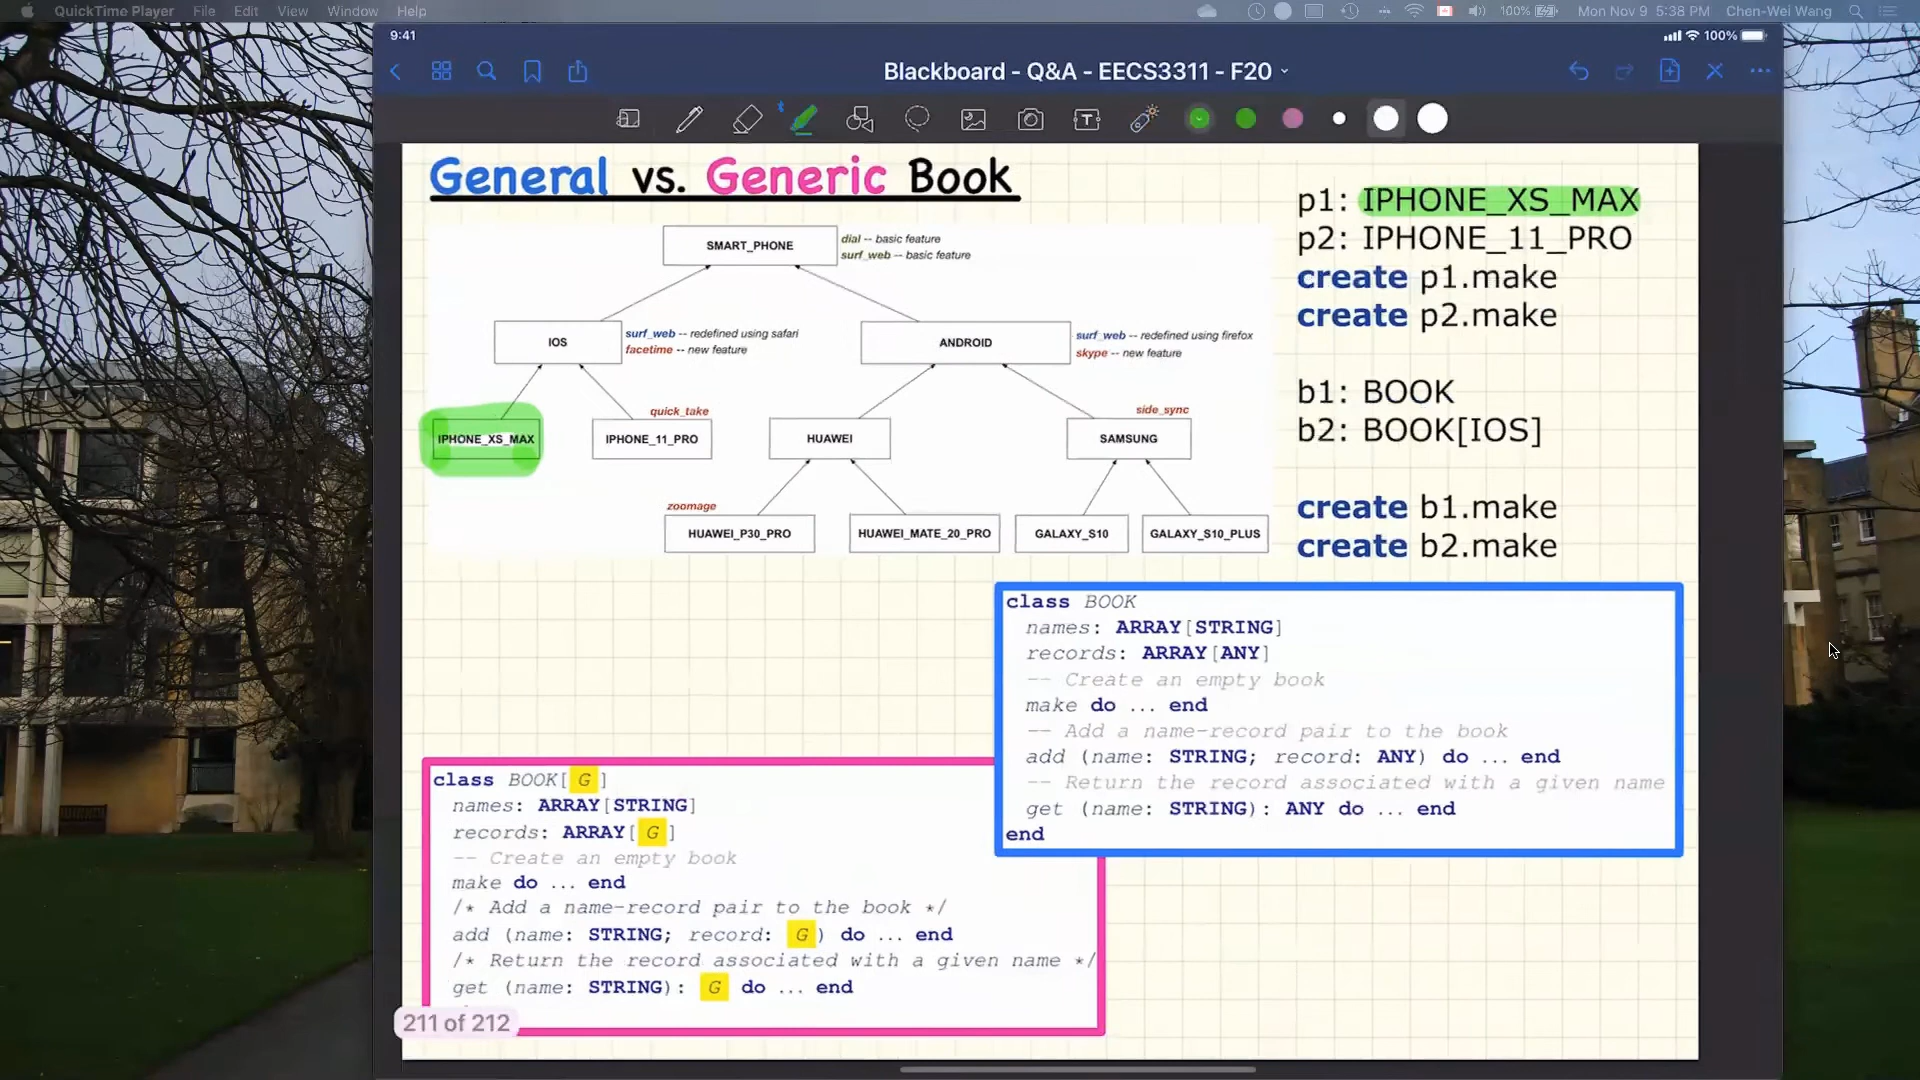 QuickTime Player File Edit View Window Help
100% Mon Nov 9 5:38 PM Chen-Wei Wang
9:41
100%
Blackboard - Q&A - EECS3311 - F20
General vs. Generic Book
SMART_PHONE
dial -- basic feature
surf_web -- basic feature
IOS
surf_web -- redefined using safari
facetime -- new feature
ANDROID
surf_web -- redefined using firefox
skype -- new feature
IPHONE_XS_MAX
quick_take
IPHONE_11_PRO
HUAWEI
side_sync
SAMSUNG
zoomage
HUAWEI_P30_PRO
HUAWEI_MATE_20_PRO
GALAXY_S10
GALAXY_S10_PLUS
p1: IPHONE_XS_MAX
p2: IPHONE_11_PRO
create p1.make
create p2.make
b1: BOOK
b2: BOOK[IOS]
create b1.make
create b2.make
class BOOK
names: ARRAY[STRING]
records: ARRAY[ANY]
-- Create an empty book
make do ... end
-- Add a name-record pair to the book
add (name: STRING; record: ANY) do ... end
-- Return the record associated with a given name
get (name: STRING): ANY do ... end
end
class BOOK[ G ]
names: ARRAY[STRING]
records: ARRAY[ G ]
-- Create an empty book
make do ... end
/* Add a name-record pair to the book */
add (name: STRING; record: G ) do ... end
/* Return the record associated with a given name */
get (name: STRING): G do ... end
211 of 212